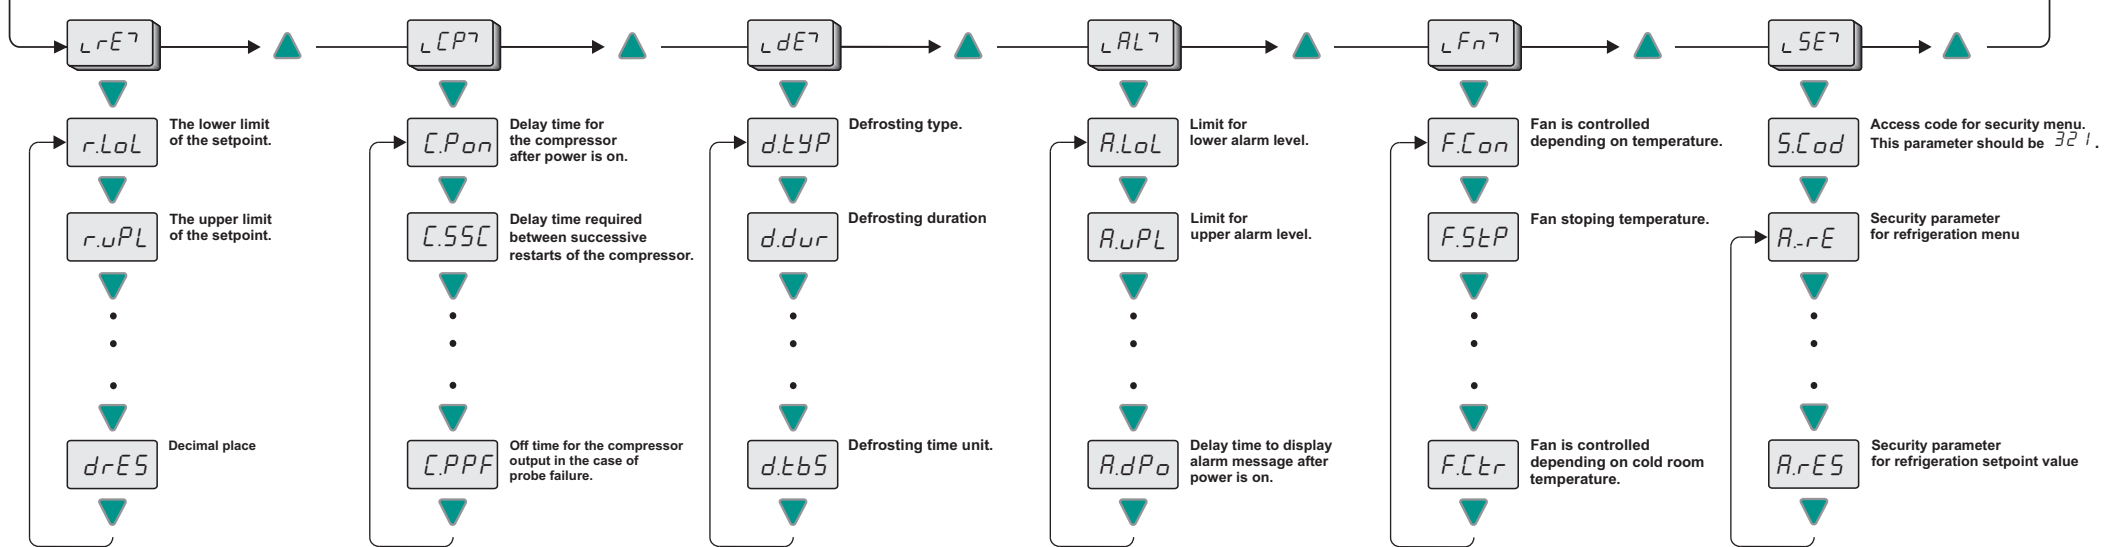 rE
CP
dE
AL
Fn
SE
r.LoL
The lower limit
of the setpoint.
r.uPL
The upper limit
of the setpoint.
drES
Decimal place
C.Pon
Delay time for
the compressor
after power is on.
C.SSC
Delay time required
between successive
restarts of the compressor.
C.PPF
Off time for the compressor
output in the case of
probe failure.
d.tYP
Defrosting type.
d.dur
Defrosting duration
d.tbS
Defrosting time unit.
A.LoL
Limit for
lower alarm level.
A.uPL
Limit for
upper alarm level.
A.dPo
Delay time to display
alarm message after
power is on.
F.Con
Fan is controlled
depending on temperature.
F.StP
Fan stoping temperature.
F.Ctr
Fan is controlled
depending on cold room
temperature.
S.Cod
Access code for security menu.
This parameter should be 321.
A.-rE
Security parameter
for refrigeration menu
A.rES
Security parameter
for refrigeration setpoint value